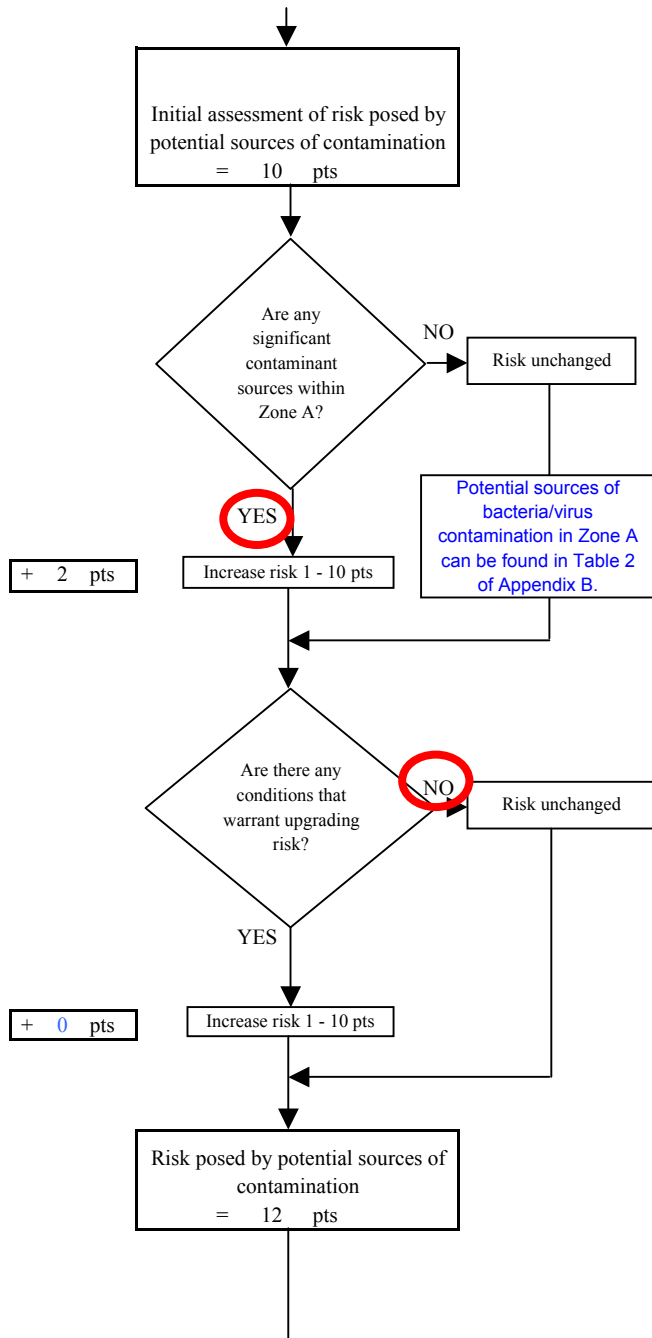 Initial assessment of risk posed by
potential sources of contamination
= 10 pts
Are any
significant
contaminant
sources within
Zone A?
NO
Risk unchanged
YES
Potential sources of
bacteria/virus
contamination in Zone A
can be found in Table 2
of Appendix B.
+ 2 pts
Increase risk 1 - 10 pts
Are there any
conditions that
warrant upgrading
risk?
NO
Risk unchanged
YES
+ 0 pts
Increase risk 1 - 10 pts
Risk posed by potential sources of
contamination
= 12 pts